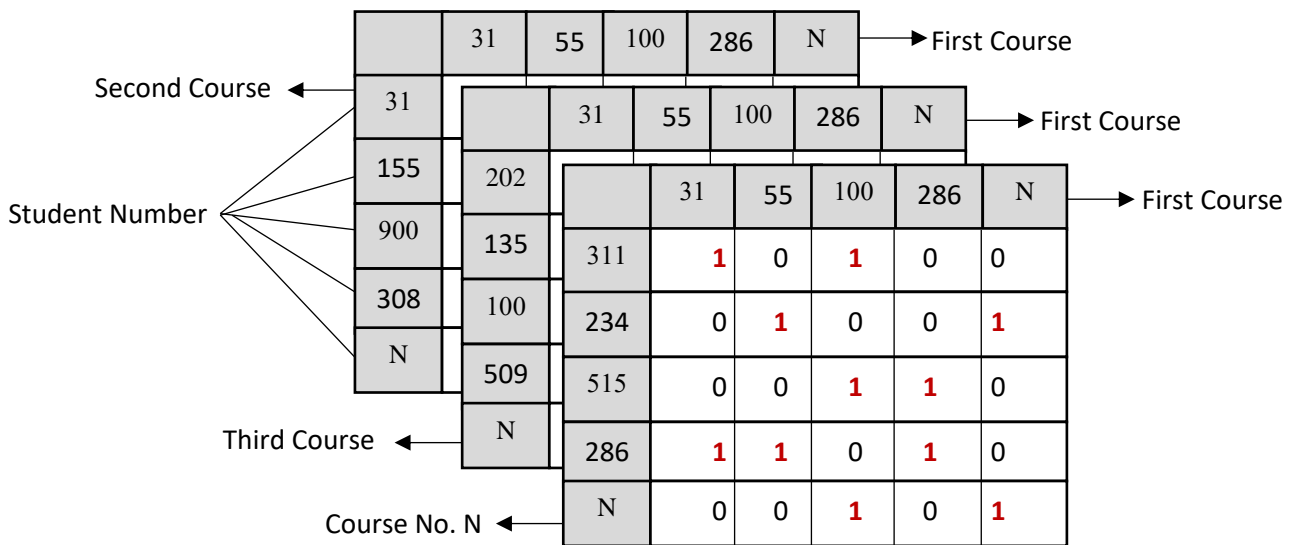 31 55 100 286 N First Course
Second Course
31
31 55 100 286 N First Course
155
202
31 55 100 286 N First Course
Student Number
900
135
311 1 0 1 0 0
308
100
234 0 1 0 0 1
N
509
515 0 0 1 1 0
Third Course
N
286 1 1 0 1 0
Course No. N
N 0 0 1 0 1